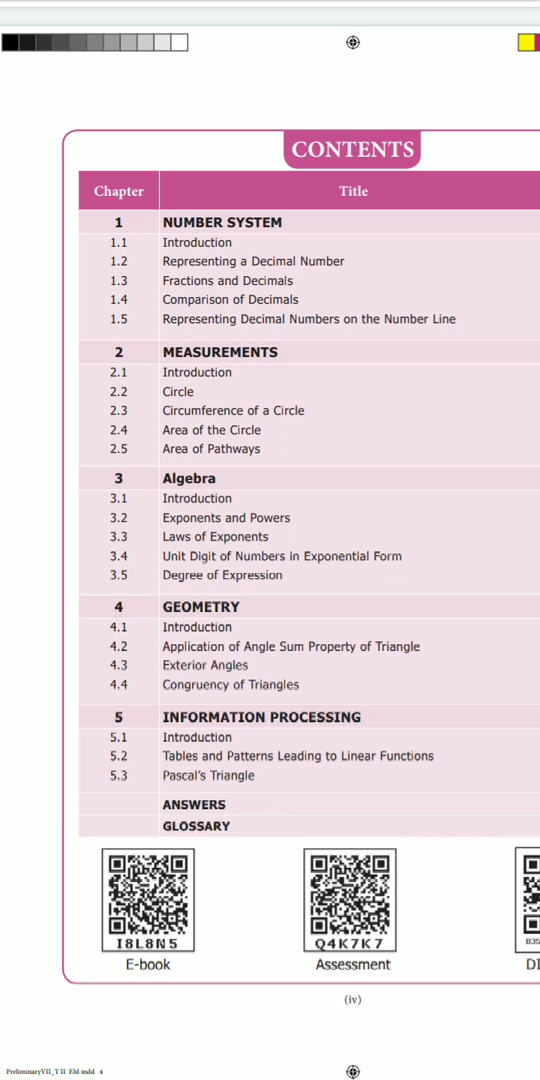 CONTENTS
Chapter Title
1 NUMBER SYSTEM
1.1 Introduction
1.2 Representing a Decimal Number
1.3 Fractions and Decimals
1.4 Comparison of Decimals
1.5 Representing Decimal Numbers on the Number Line
2 MEASUREMENTS
2.1 Introduction
2.2 Circle
2.3 Circumference of a Circle
2.4 Area of the Circle
2.5 Area of Pathways
3 Algebra
3.1 Introduction
3.2 Exponents and Powers
3.3 Laws of Exponents
3.4 Unit Digit of Numbers in Exponential Form
3.5 Degree of Expression
4 GEOMETRY
4.1 Introduction
4.2 Application of Angle Sum Property of Triangle
4.3 Exterior Angles
4.4 Congruency of Triangles
5 INFORMATION PROCESSING
5.1 Introduction
5.2 Tables and Patterns Leading to Linear Functions
5.3 Pascal's Triangle
ANSWERS
GLOSSARY
I8L8N5 Q4K7K7 B35
E-book Assessment DI
(iv)
PreliminaryVII_T II EM.indd 4